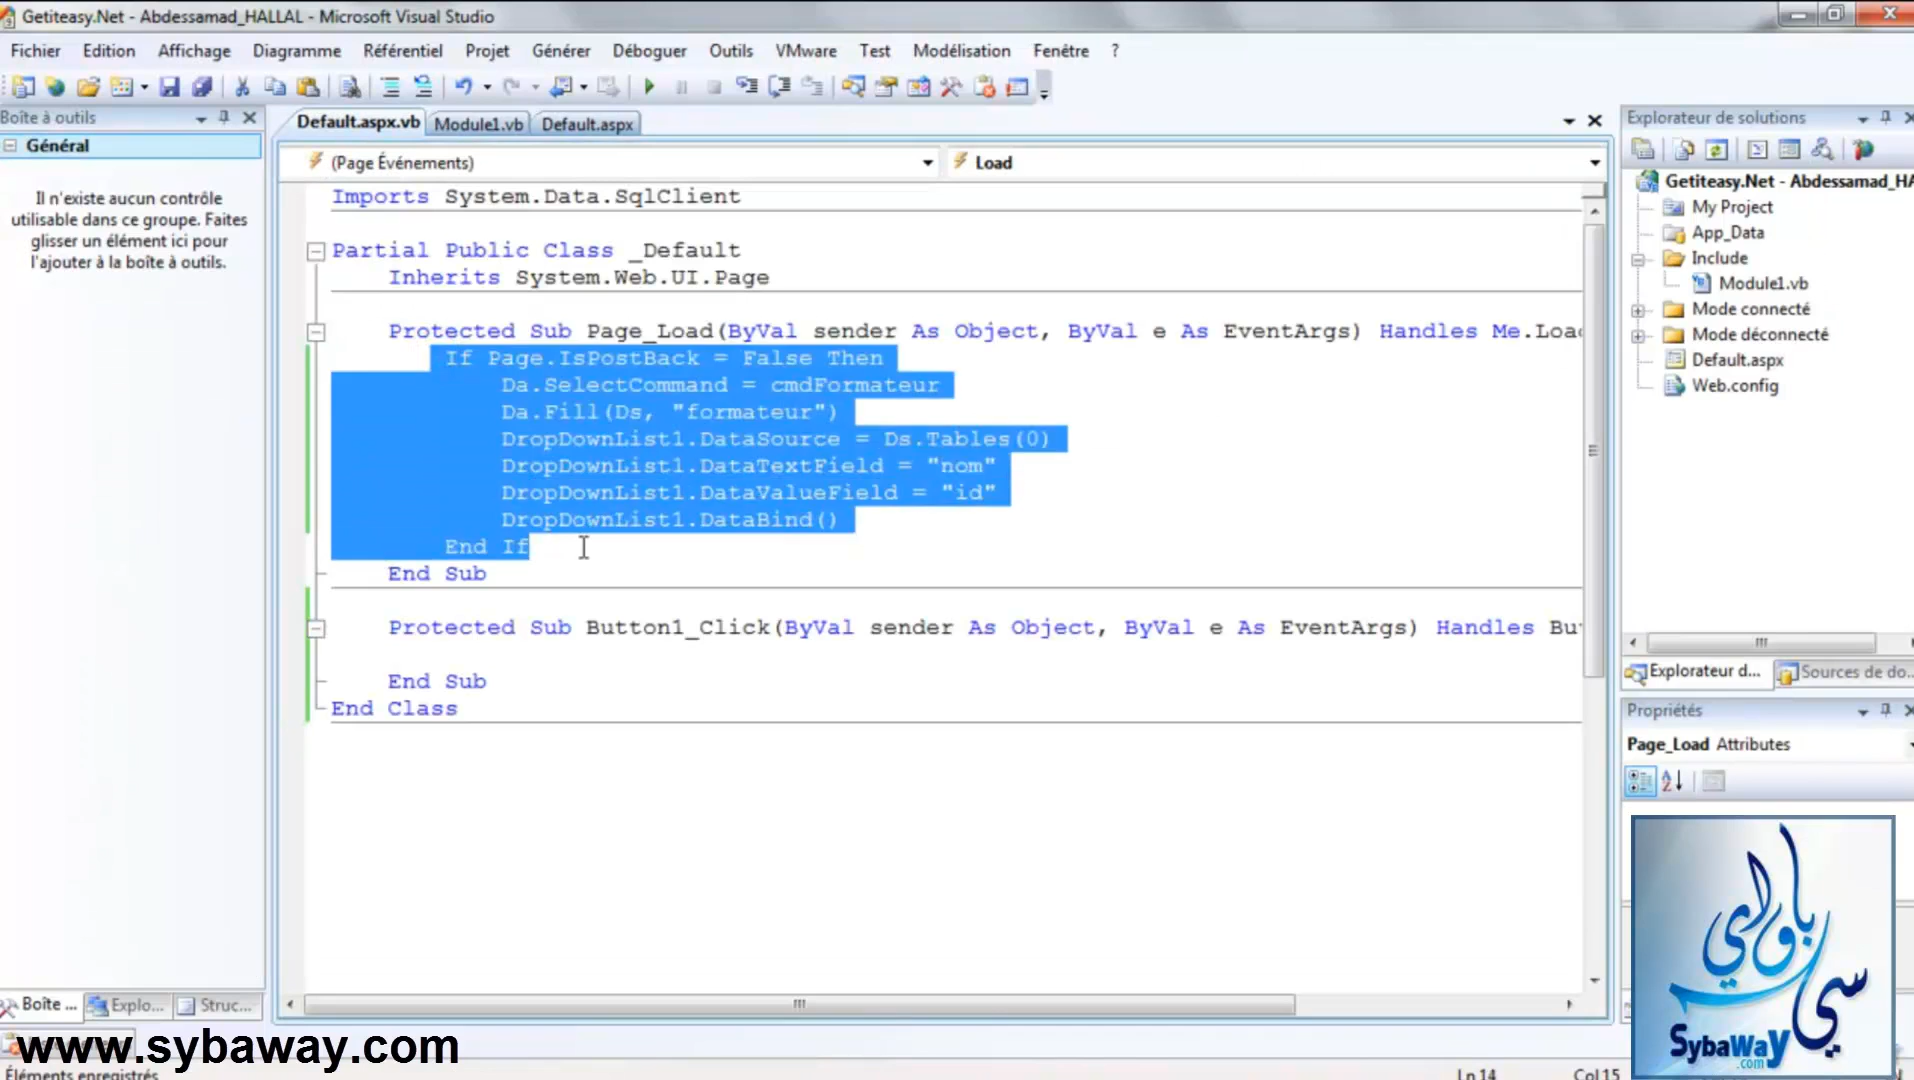 Getiteasy.Net - Abdessamad_HALLAL - Microsoft Visual Studio
Fichier Edition Affichage Diagramme Référentiel Projet Générer Déboguer Outils VMware Test Modélisation Fenêtre ?
Boîte à outils
Général
Il n'existe aucun contrôle
utilisable dans ce groupe. Faites
glisser un élément ici pour
l'ajouter à la boîte à outils.
Boîte ... Explo... Struc...
Default.aspx.vb Module1.vb Default.aspx
(Page Événements) Load
Imports System.Data.SqlClient
Partial Public Class _Default
Inherits System.Web.UI.Page
Protected Sub Page_Load(ByVal sender As Object, ByVal e As EventArgs) Handles Me.Load
If Page.IsPostBack = False Then
Da.SelectCommand = cmdFormateur
Da.Fill(Ds, "formateur")
DropDownList1.DataSource = Ds.Tables(0)
DropDownList1.DataTextField = "nom"
DropDownList1.DataValueField = "id"
DropDownList1.DataBind()
End If
End Sub
Protected Sub Button1_Click(ByVal sender As Object, ByVal e As EventArgs) Handles
End Sub
End Class
Explorateur de solutions
Getiteasy.Net - Abdessamad_HA
My Project
App_Data
Include
Module1.vb
Mode connecté
Mode déconnecté
Default.aspx
Web.config
Explorateur d... Sources de do...
Propriétés
Page_Load Attributes
سي باواي
SybaWay
.com
www.sybaway.com
Éléments enregistrés
Ln 14 Col 15